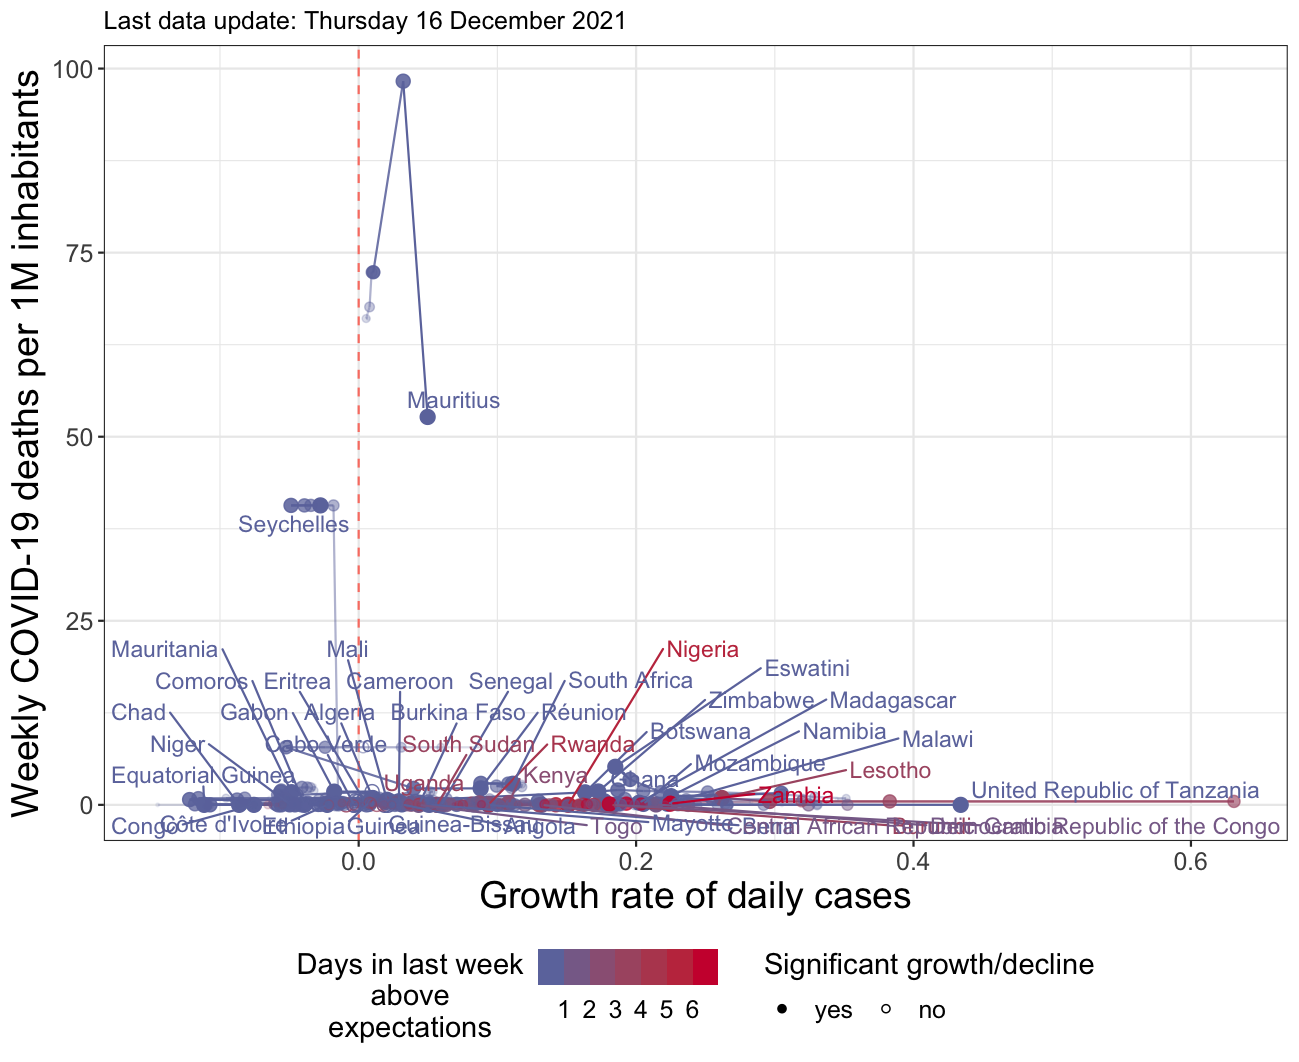 Last data update: Thursday 16 December 2021
Weekly COVID-19 deaths per 1M inhabitants
100
75
50
25
0
Mauritius
Seychelles
Mauritania
Mali
Nigeria
Eswatini
Comoros
Eritrea
Cameroon
Senegal
South Africa
Zimbabwe
Madagascar
Chad
Gabon
Algeria
Burkina Faso
Réunion
Botswana
Namibia
Niger
Cabo Verde
South Sudan
Rwanda
Malawi
Mozambique
Lesotho
Equatorial Guinea
Uganda
Kenya
United Republic of Tanzania
Zambia
Congo
Côte d'Ivoire
Ethiopia
Guinea
Guinea-Bissau
Angola
Togo
Mayotte
Central African Republic
Benin
Democratic Republic of the Congo
0.0
0.2
0.4
0.6
Growth rate of daily cases
Days in last week
above
expectations
1 2 3 4 5 6
Significant growth/decline
yes
no